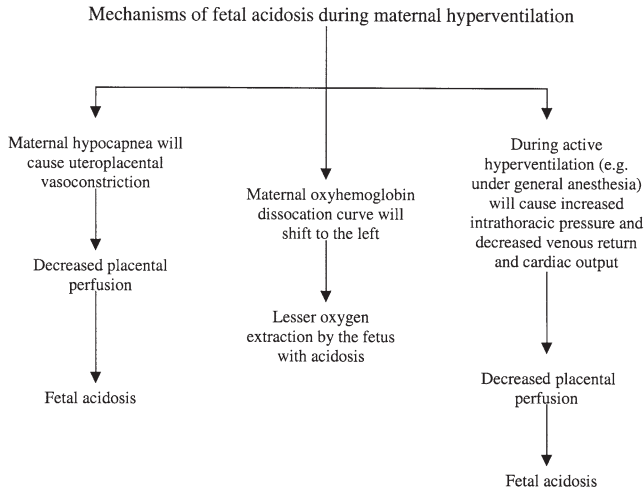 Mechanisms of fetal acidosis during maternal hyperventilation
Maternal hypocapnea will
cause uteroplacental
vasoconstriction
Decreased placental
perfusion
Fetal acidosis
Maternal oxyhemoglobin
dissocation curve will
shift to the left
Lesser oxygen
extraction by the fetus
with acidosis
During active
hyperventilation (e.g.
under general anesthesia)
will cause increased
intrathoracic pressure and
decreased venous return
and cardiac output
Decreased placental
perfusion
Fetal acidosis